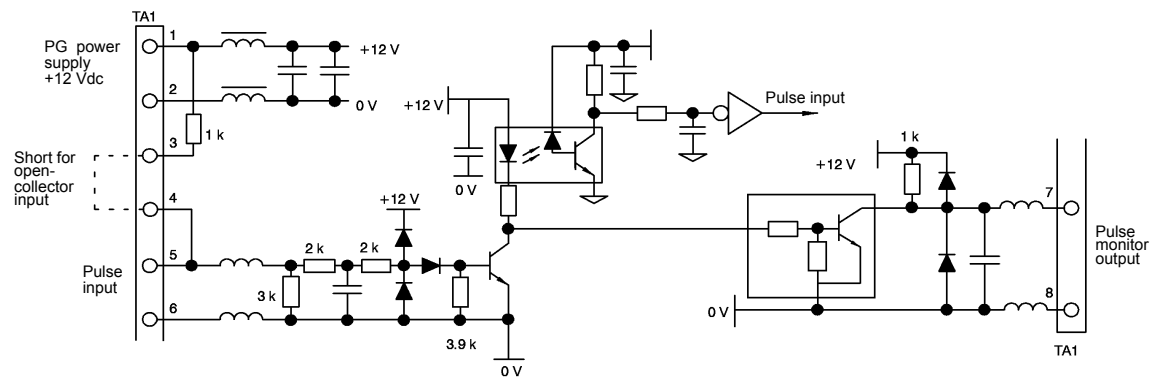 TA1
1
PG power
supply
+12 Vdc
+12 V
2
0 V
1 k
3
Short for
open-
collector
input
4
+12 V
0 V
Pulse input
+12 V
5
2 k
2 k
Pulse
input
3 k
6
3.9 k
0 V
1 k
+12 V
7
Pulse
monitor
output
8
0 V
TA1